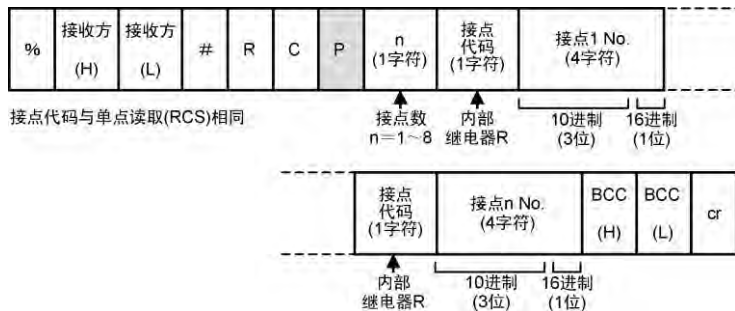 % 接收方 (H) 接收方 (L) # R C P n (1字符) 接点代码 (1字符) 接点1 No. (4字符)
接点代码与单点读取(RCS)相同
接点数 n＝1～8
内部继电器R
10进制 (3位)
16进制 (1位)
接点代码 (1字符) 接点n No. (4字符) BCC (H) BCC (L) cr
内部继电器R
10进制 (3位)
16进制 (1位)